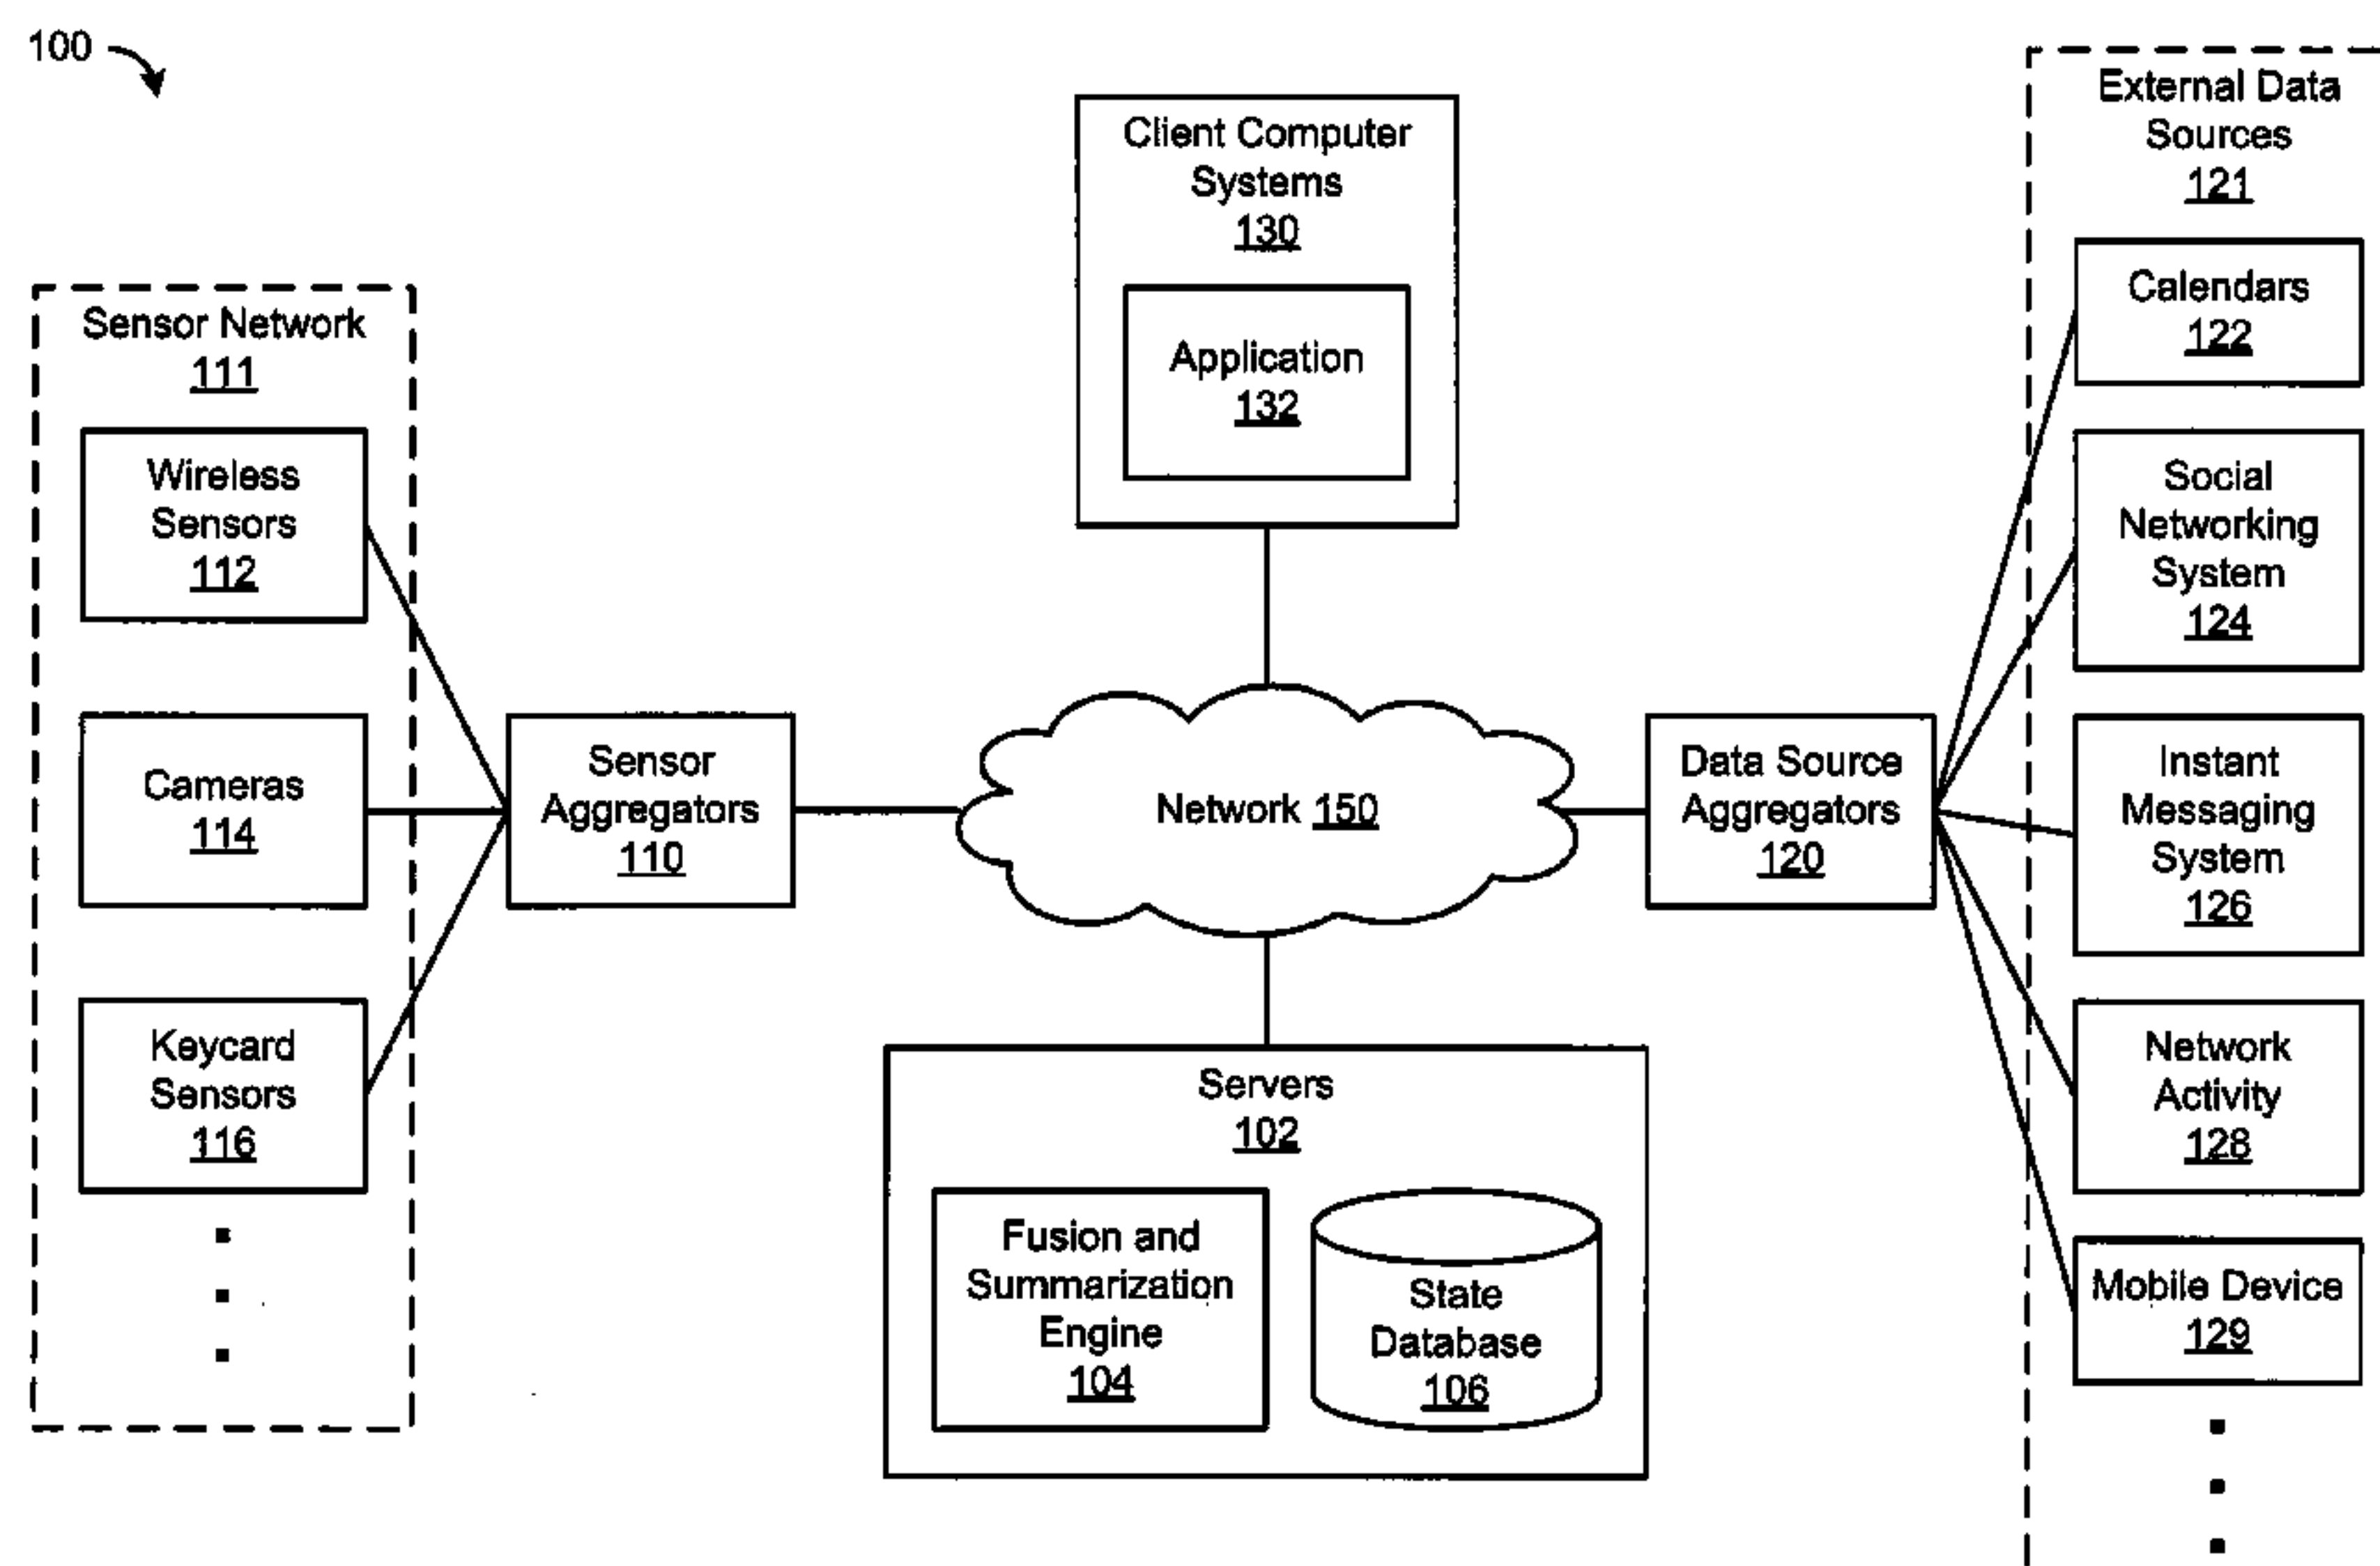 100
External Data
Sources
121
Client Computer
Systems
130
Application
132
Sensor Network
111
Wireless
Sensors
112
Cameras
114
Keycard
Sensors
116
Sensor
Aggregators
110
Network 150
Data Source
Aggregators
120
Calendars
122
Social
Networking
System
124
Instant
Messaging
System
126
Network
Activity
128
Mobile Device
129
Servers
102
Fusion and
Summarization
Engine
104
State
Database
106